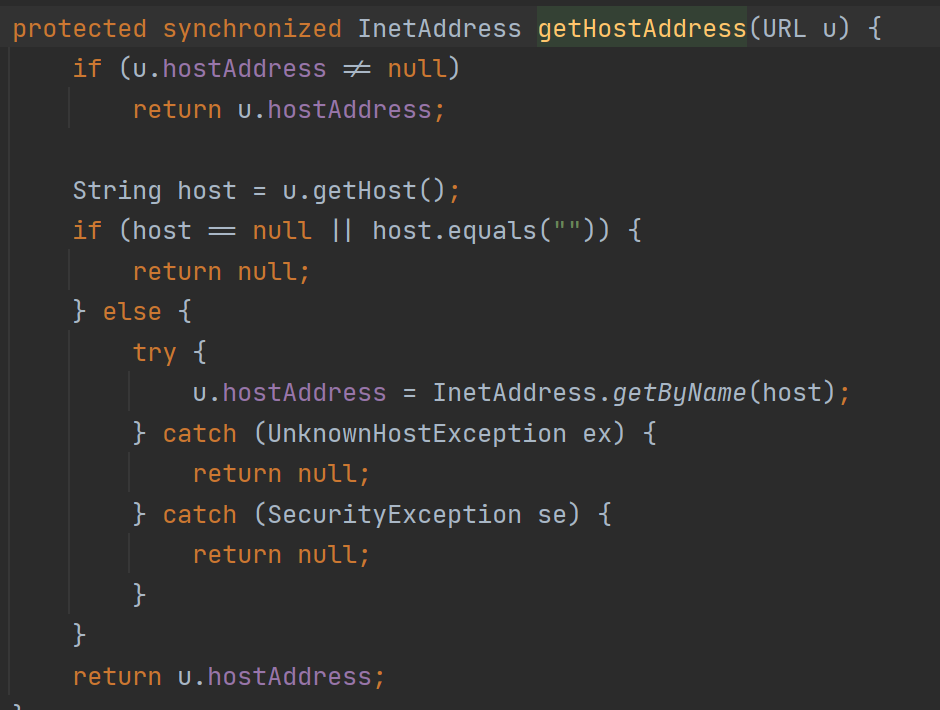 protected synchronized InetAddress getHostAddress(URL u) {
    if (u.hostAddress != null)
        return u.hostAddress;

    String host = u.getHost();
    if (host == null || host.equals("")) {
        return null;
    } else {
        try {
            u.hostAddress = InetAddress.getByName(host);
        } catch (UnknownHostException ex) {
            return null;
        } catch (SecurityException se) {
            return null;
        }
    }
    return u.hostAddress;
}